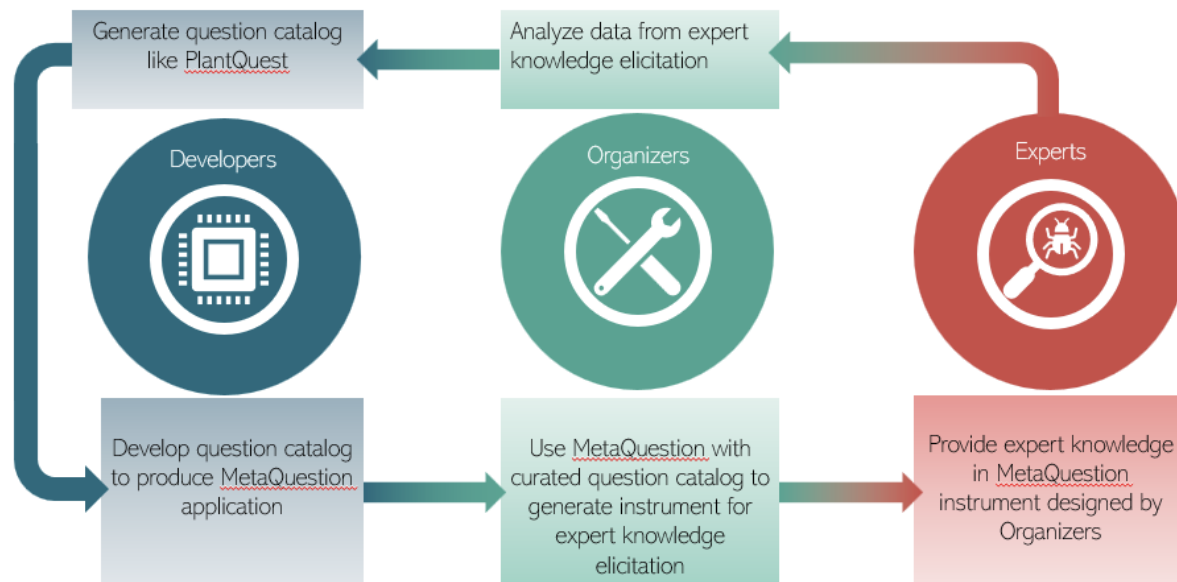 Generate question catalog
like PlantQuest
Analyze data from expert
knowledge elicitation
Developers
Organizers
Experts
Develop question catalog
to produce MetaQuestion
application
Use MetaQuestion with
curated question catalog to
generate instrument for
expert knowledge
elicitation
Provide expert knowledge
in MetaQuestion
instrument designed by
Organizers